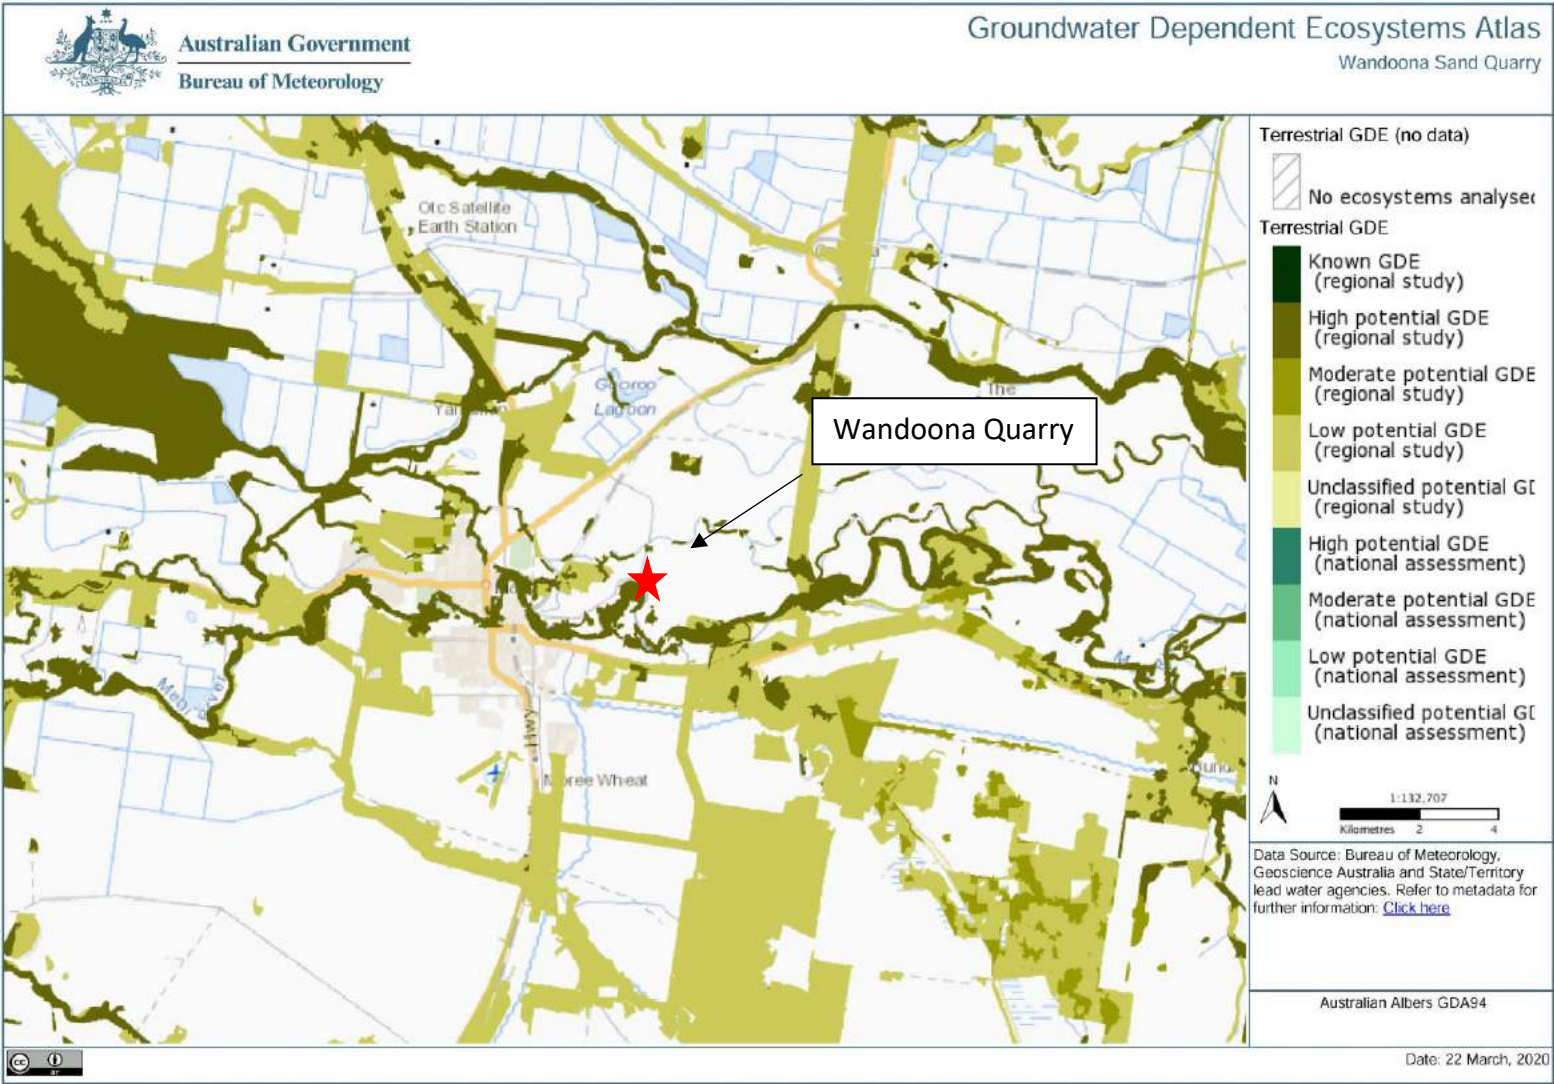 Australian Government
Bureau of Meteorology
Groundwater Dependent Ecosystems Atlas
Wandoona Sand Quarry
Otc Satellite
Earth Station
Gooroo
Lagoon
The
Wandoona Quarry
Hwy
Moree Wheat
Terrestrial GDE (no data)
No ecosystems analysec
Terrestrial GDE
Known GDE
(regional study)
High potential GDE
(regional study)
Moderate potential GDE
(regional study)
Low potential GDE
(regional study)
Unclassified potential GE
(regional study)
High potential GDE
(national assessment)
Moderate potential GDE
(national assessment)
Low potential GDE
(national assessment)
Unclassified potential GE
(national assessment)
N
1:132,707
Kilometres 2 4
Data Source: Bureau of Meteorology,
Geoscience Australia and State/Territory
lead water agencies. Refer to metadata for
further information: Click here
Australian Albers GDA94
cc
Date: 22 March, 2020